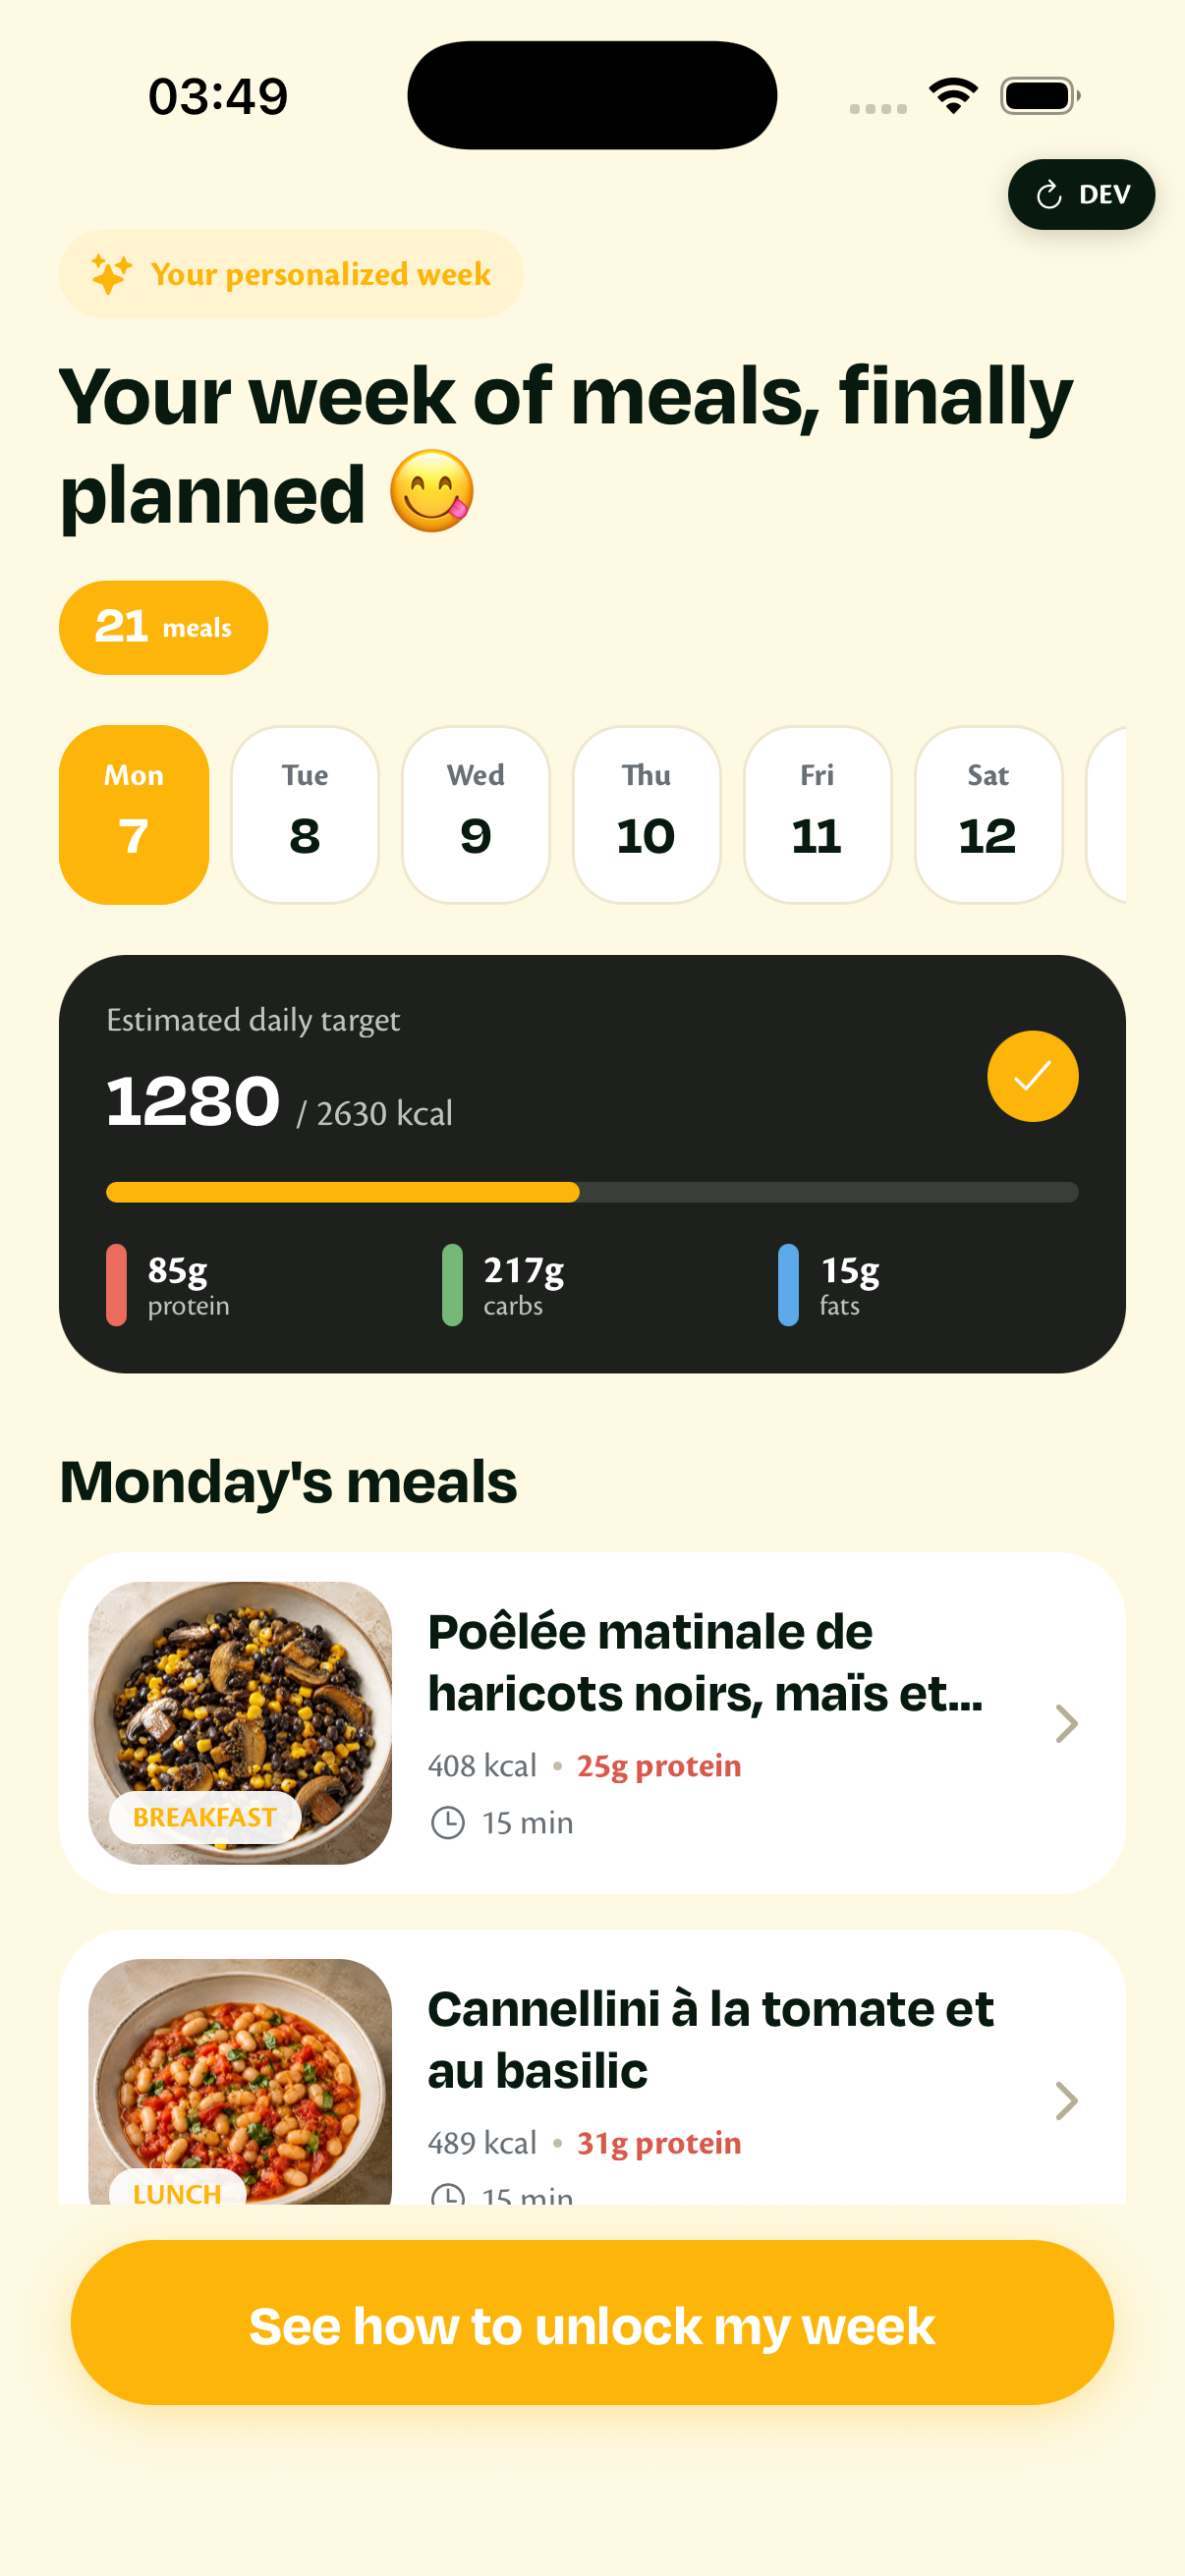 03:49
DEV
Your personalized week
Your week of meals, finally
planned 😋
21 meals
Mon Tue Wed Thu Fri Sat
7 8 9 10 11 12
Estimated daily target
1280 / 2630 kcal
85g 217g 15g
protein carbs fats
Monday's meals
Poêlée matinale de
haricots noirs, maïs et...
408 kcal • 25g protein
15 min
BREAKFAST
Cannellini à la tomate et
au basilic
489 kcal • 31g protein
15 min
LUNCH
See how to unlock my week